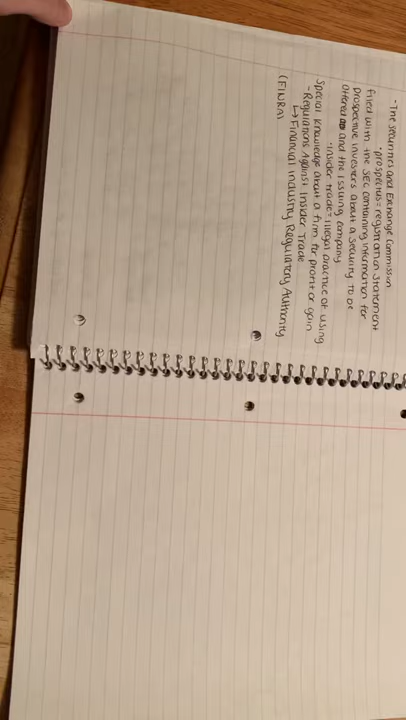 - The Securities and Exchange Commission
• prospectus = registration statement
filed with the SEC containing information for
prospective investors about a security to be
offered and the issuing company
• insider trade = illegal practice of using
special knowledge about a firm for profit or gain
- Regulations Against Insider Trade
↳ Financial Industry Regulatory Authority
(FINRA)